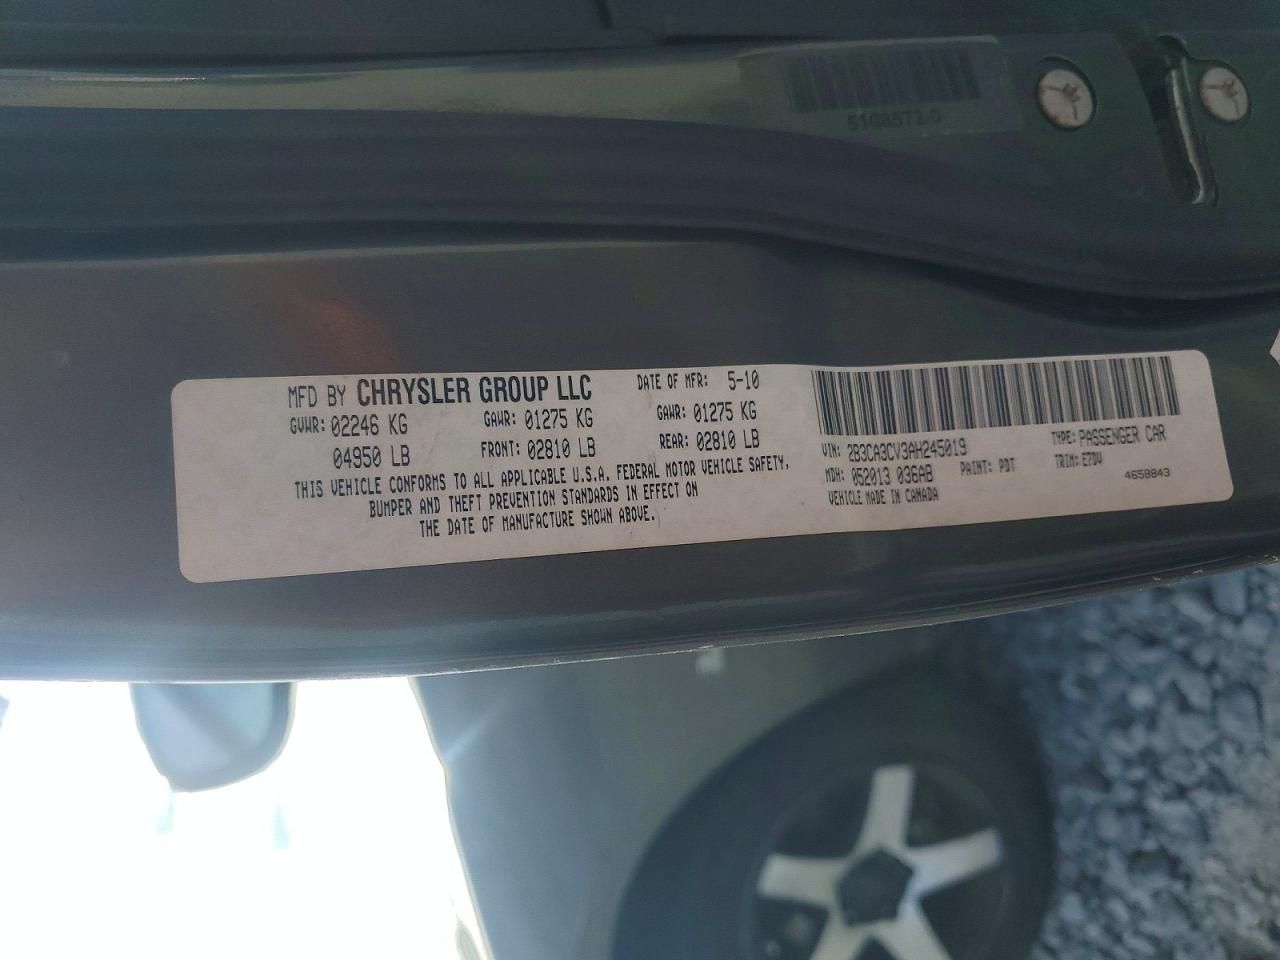 5168572-0
MFD BY CHRYSLER GROUP LLC DATE OF MFR: 5-10
GVWR: 02246 KG GAWR: 01275 KG GAWR: 01275 KG
04950 LB FRONT: 02810 LB REAR: 02810 LB
THIS VEHICLE CONFORMS TO ALL APPLICABLE U.S.A. FEDERAL MOTOR VEHICLE SAFETY,
BUMPER AND THEFT PREVENTION STANDARDS IN EFFECT ON
THE DATE OF MANUFACTURE SHOWN ABOVE.
VIN: 2B3CA3CV3AH245019 TYPE: PASSENGER CAR
MDH: 052013 036AB PAINT: PDT TRIM: E7DV
VEHICLE MADE IN CANADA 4658843